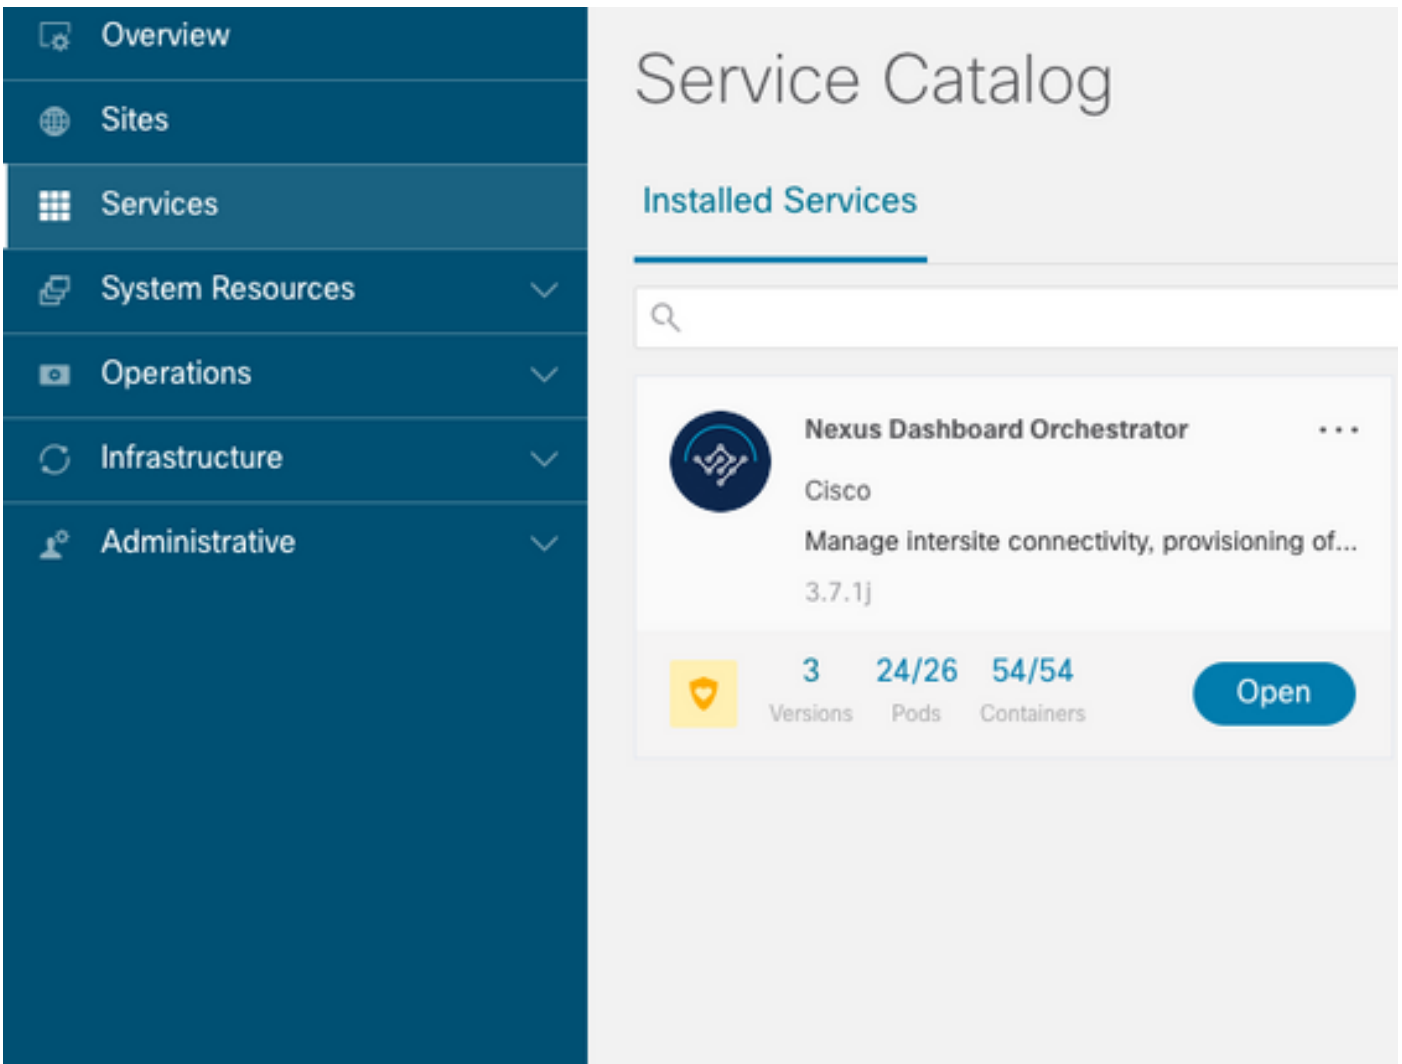 Overview
Sites
Services
System Resources
Operations
Infrastructure
Administrative
Service Catalog
Installed Services
Nexus Dashboard Orchestrator
Cisco
Manage intersite connectivity, provisioning of...
3.7.1j
3 24/26 54/54
Versions Pods Containers
Open